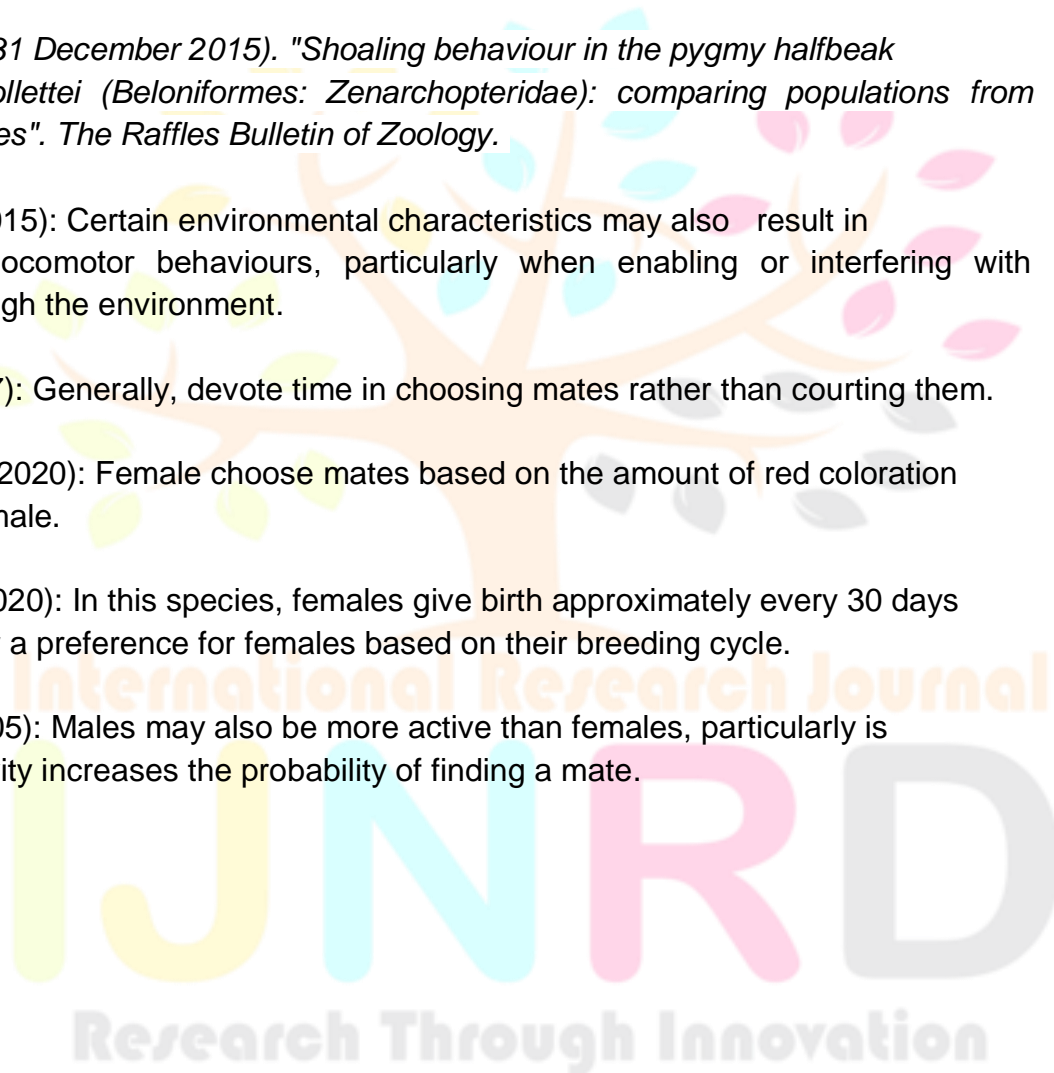 31 December 2015). "Shoaling behaviour in the pygmy halfbeak
ollettei (Beloniformes: Zenarchopteridae): comparing populations from
es". The Raffles Bulletin of Zoology.
015): Certain environmental characteristics may also result in
ocomotor behaviours, particularly when enabling or interfering with
gh the environment.
7): Generally, devote time in choosing mates rather than courting them.
2020): Female choose mates based on the amount of red coloration
male.
020): In this species, females give birth approximately every 30 days
a preference for females based on their breeding cycle.
International Research Journal
05): Males may also be more active than females, particularly is
ity increases the probability of finding a mate.
IJNRD
Research Through Innovation